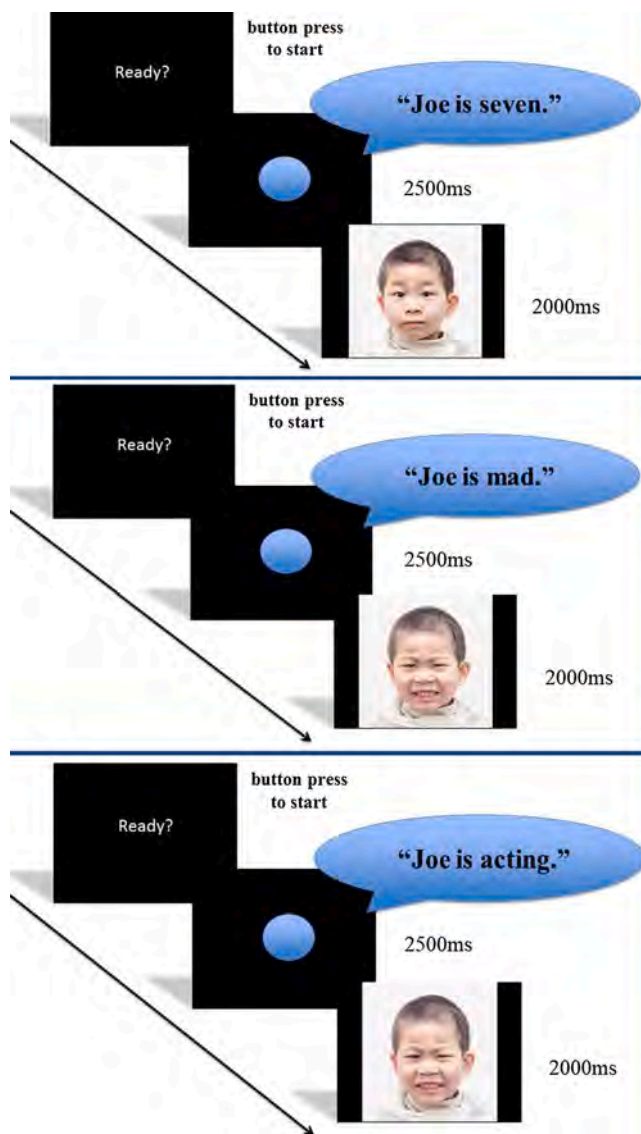 button press
to start
Ready?
“Joe is seven.”
2500ms
2000ms
button press
to start
Ready?
“Joe is mad.”
2500ms
2000ms
button press
to start
Ready?
“Joe is acting.”
2500ms
2000ms